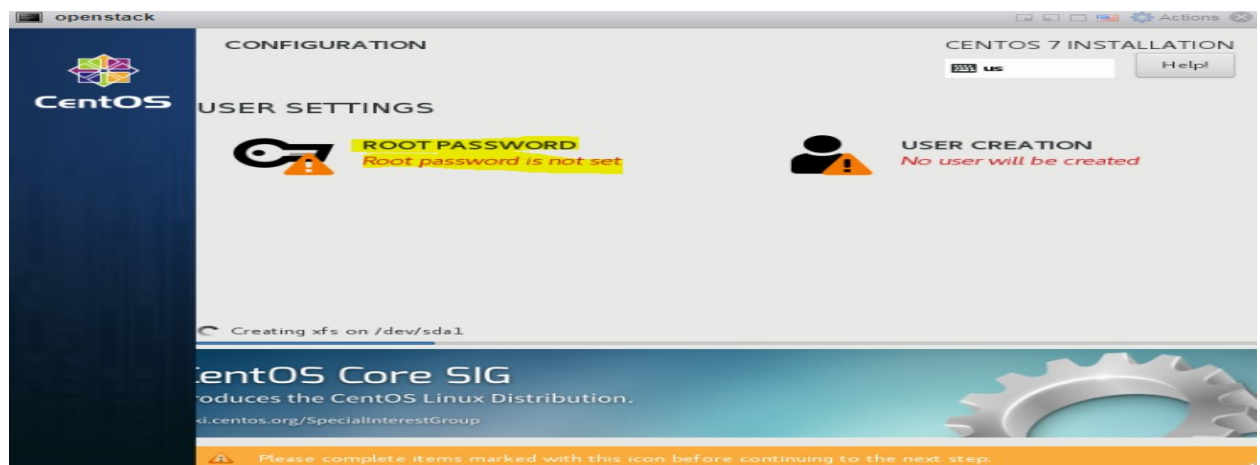 openstack
Actions
CONFIGURATION
CENTOS 7 INSTALLATION
us
Help!
CentOS
USER SETTINGS
ROOT PASSWORD
Root password is not set
USER CREATION
No user will be created
Creating xfs on /dev/sda1
entOS Core SIG
oduces the CentOS Linux Distribution.
ki.centos.org/SpecialInterestGroup
Please complete items marked with this icon before continuing to the next step.